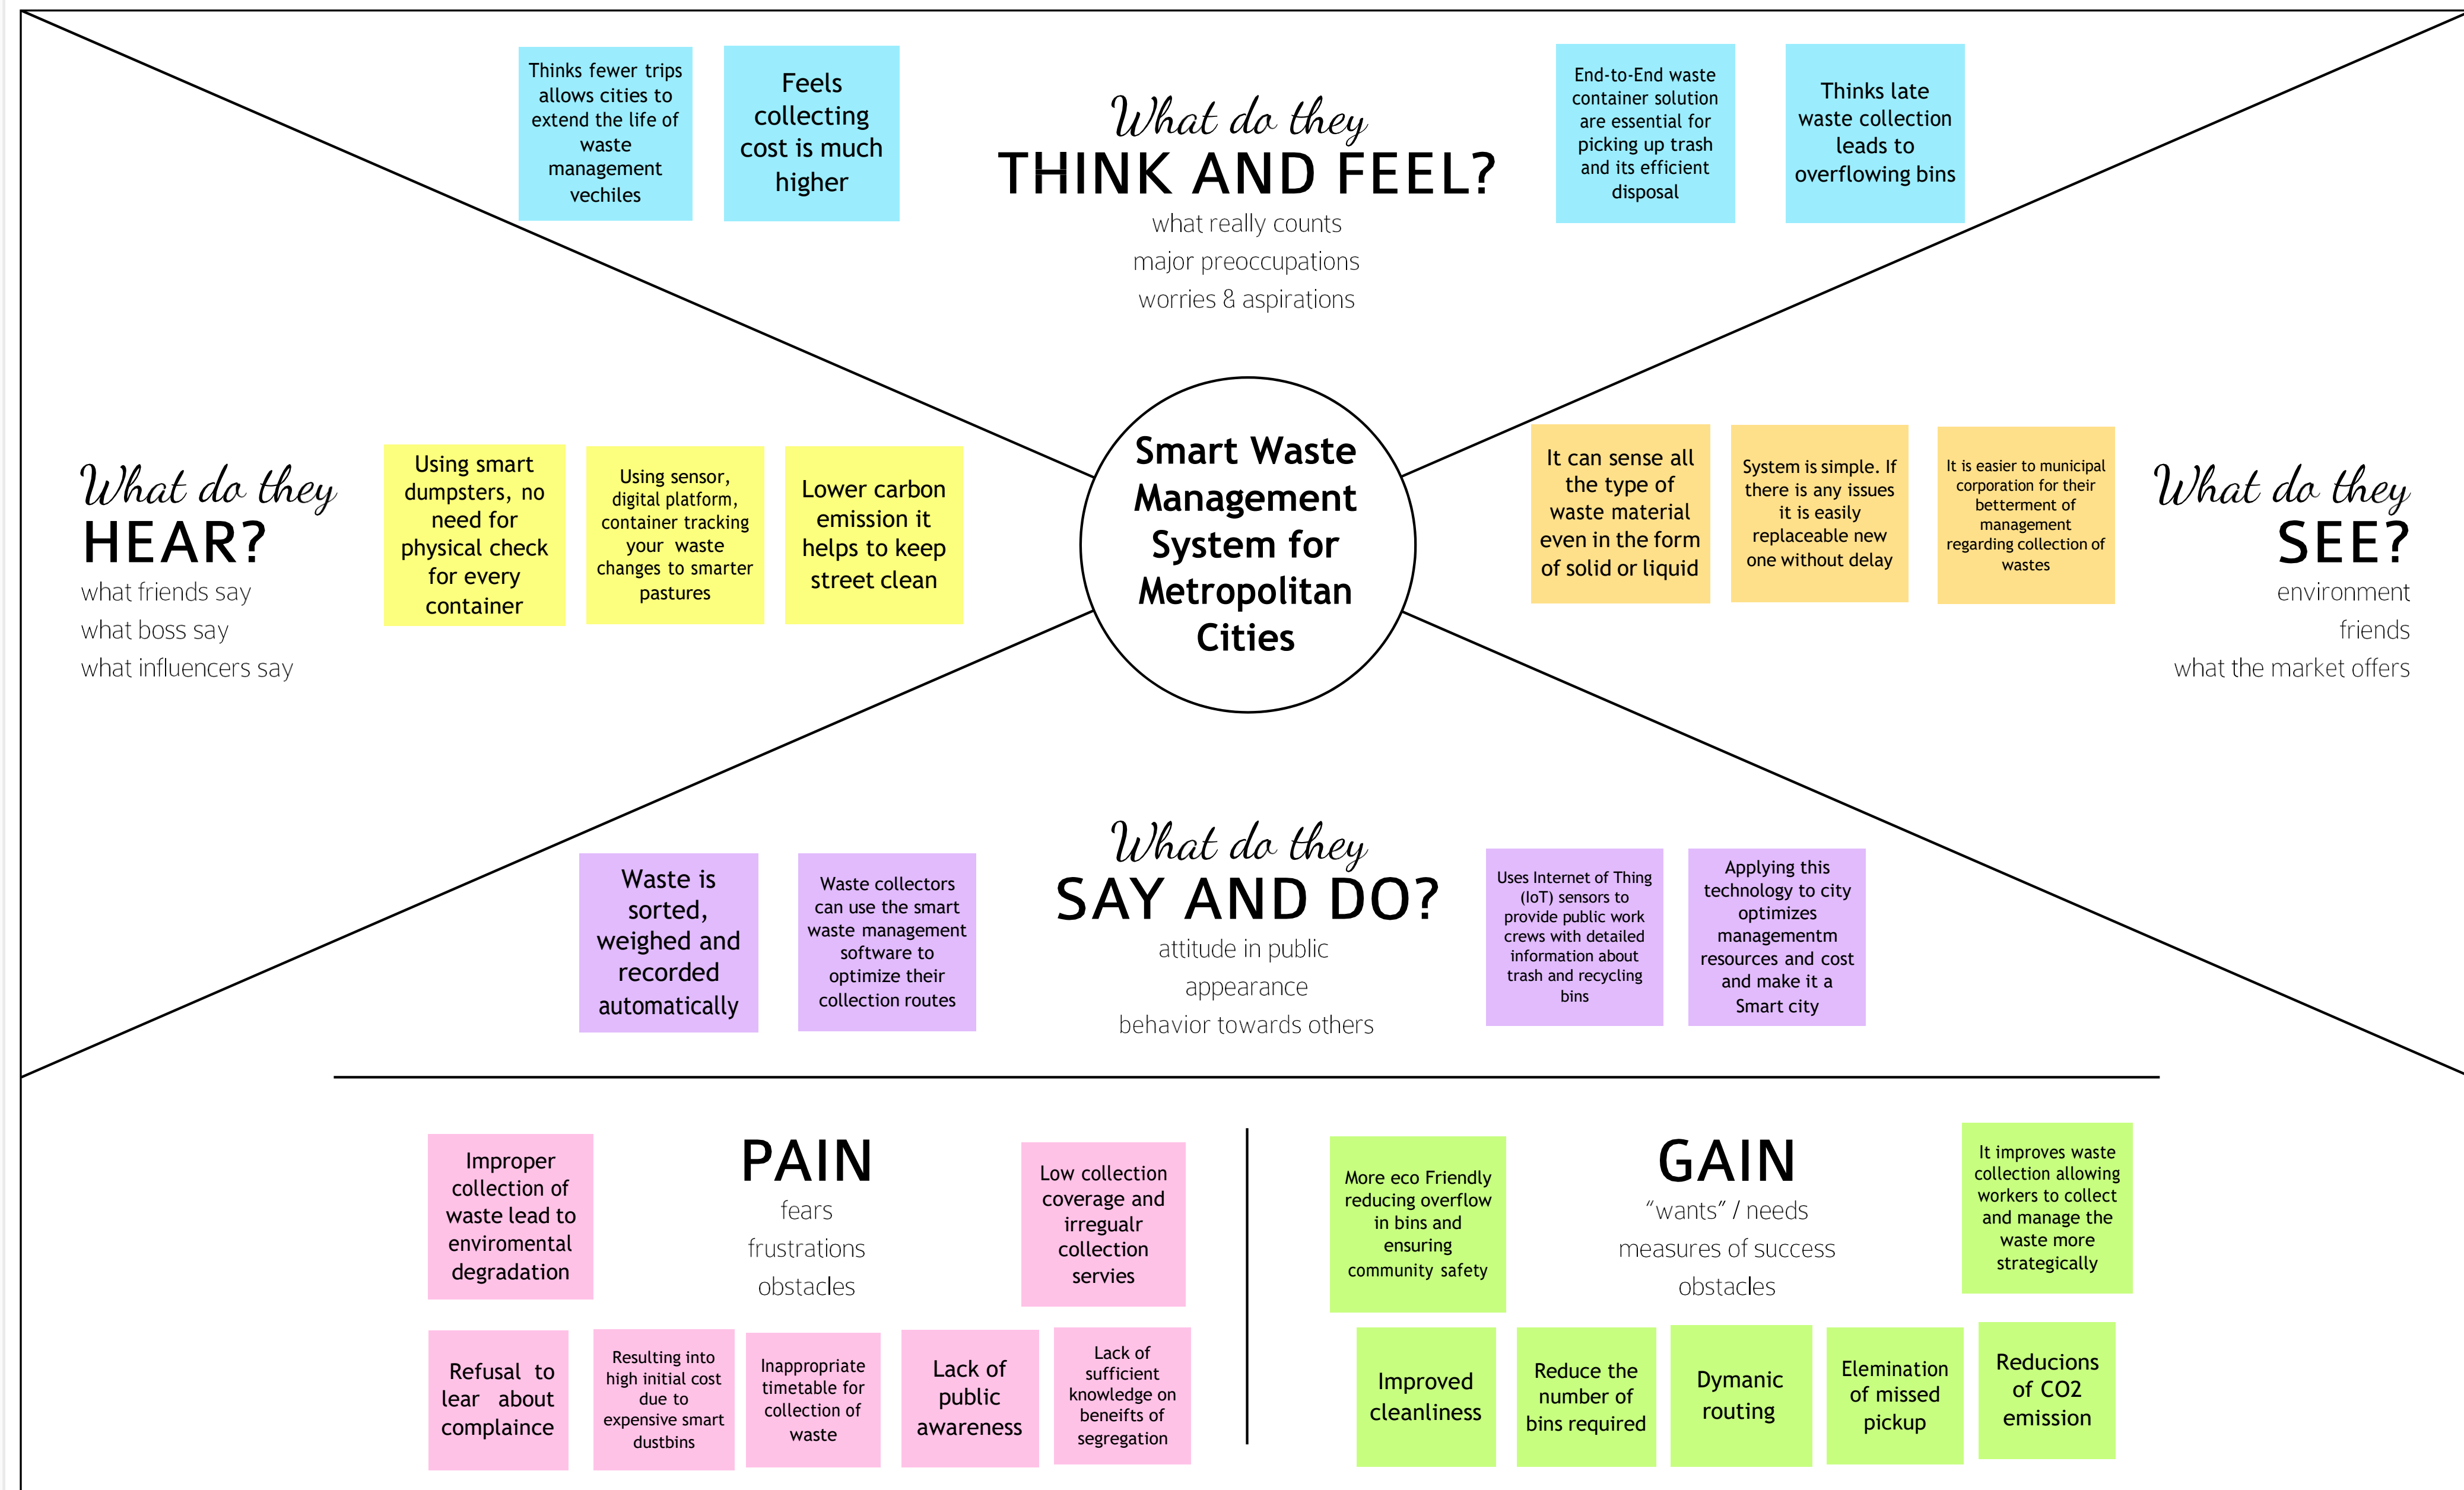 Thinks fewer trips
allows cities to
extend the life of
waste
management
vechiles
Feels
collecting
cost is much
higher
What do they
THINK AND FEEL?
what really counts
major preoccupations
worries & aspirations
End-to-End waste
container solution
are essential for
picking up trash
and its efficient
disposal
Thinks late
waste collection
leads to
overflowing bins
What do they
HEAR?
what friends say
what boss say
what influencers say
Using smart
dumpsters, no
need for
physical check
for every
container
Using sensor,
digital platform,
container tracking
your waste
changes to smarter
pastures
Lower carbon
emission it
helps to keep
street clean
Smart Waste
Management
System for
Metropolitan
Cities
It can sense all
the type of
waste material
even in the form
of solid or liquid
System is simple. If
there is any issues
it is easily
replaceable new
one without delay
It is easier to municipal
corporation for their
betterment of
management
regarding collection of
wastes
What do they
SEE?
environment
friends
what the market offers
Waste is
sorted,
weighed and
recorded
automatically
Waste collectors
can use the smart
waste management
software to
optimize their
collection routes
What do they
SAY AND DO?
attitude in public
appearance
behavior towards others
Uses Internet of Thing
(IoT) sensors to
provide public work
crews with detailed
information about
trash and recycling
bins
Applying this
technology to city
optimizes
managementm
resources and cost
and make it a
Smart city
Improper
collection of
waste lead to
enviromental
degradation
PAIN
fears
frustrations
obstacles
Low collection
coverage and
irregualr
collection
servies
Refusal to
lear about
complaince
Resulting into
high initial cost
due to
expensive smart
dustbins
Inappropriate
timetable for
collection of
waste
Lack of
public
awareness
Lack of
sufficient
knowledge on
beneifts of
segregation
More eco Friendly
reducing overflow
in bins and
ensuring
community safety
GAIN
“wants” / needs
measures of success
obstacles
It improves waste
collection allowing
workers to collect
and manage the
waste more
strategically
Improved
cleanliness
Reduce the
number of
bins required
Dymanic
routing
Elemination
of missed
pickup
Reducions
of CO2
emission